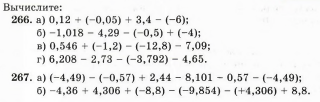 Вычислите:
266. а) 0,12 + (−0,05) + 3,4 − (−6);
б) −1,018 − 4,29 − (−0,5) + (−4);
в) 0,546 + (−1,2) − (−12,8) − 7,09;
г) 6,208 − 2,73 − (−3,792) − 4,65.
267. а) (−4,49) − (−0,57) + 2,44 − 8,101 − 0,57 − (−4,49);
б) −4,36 + 4,306 + (−8,8) − (−9,854) − (+4,306) + 8,8.